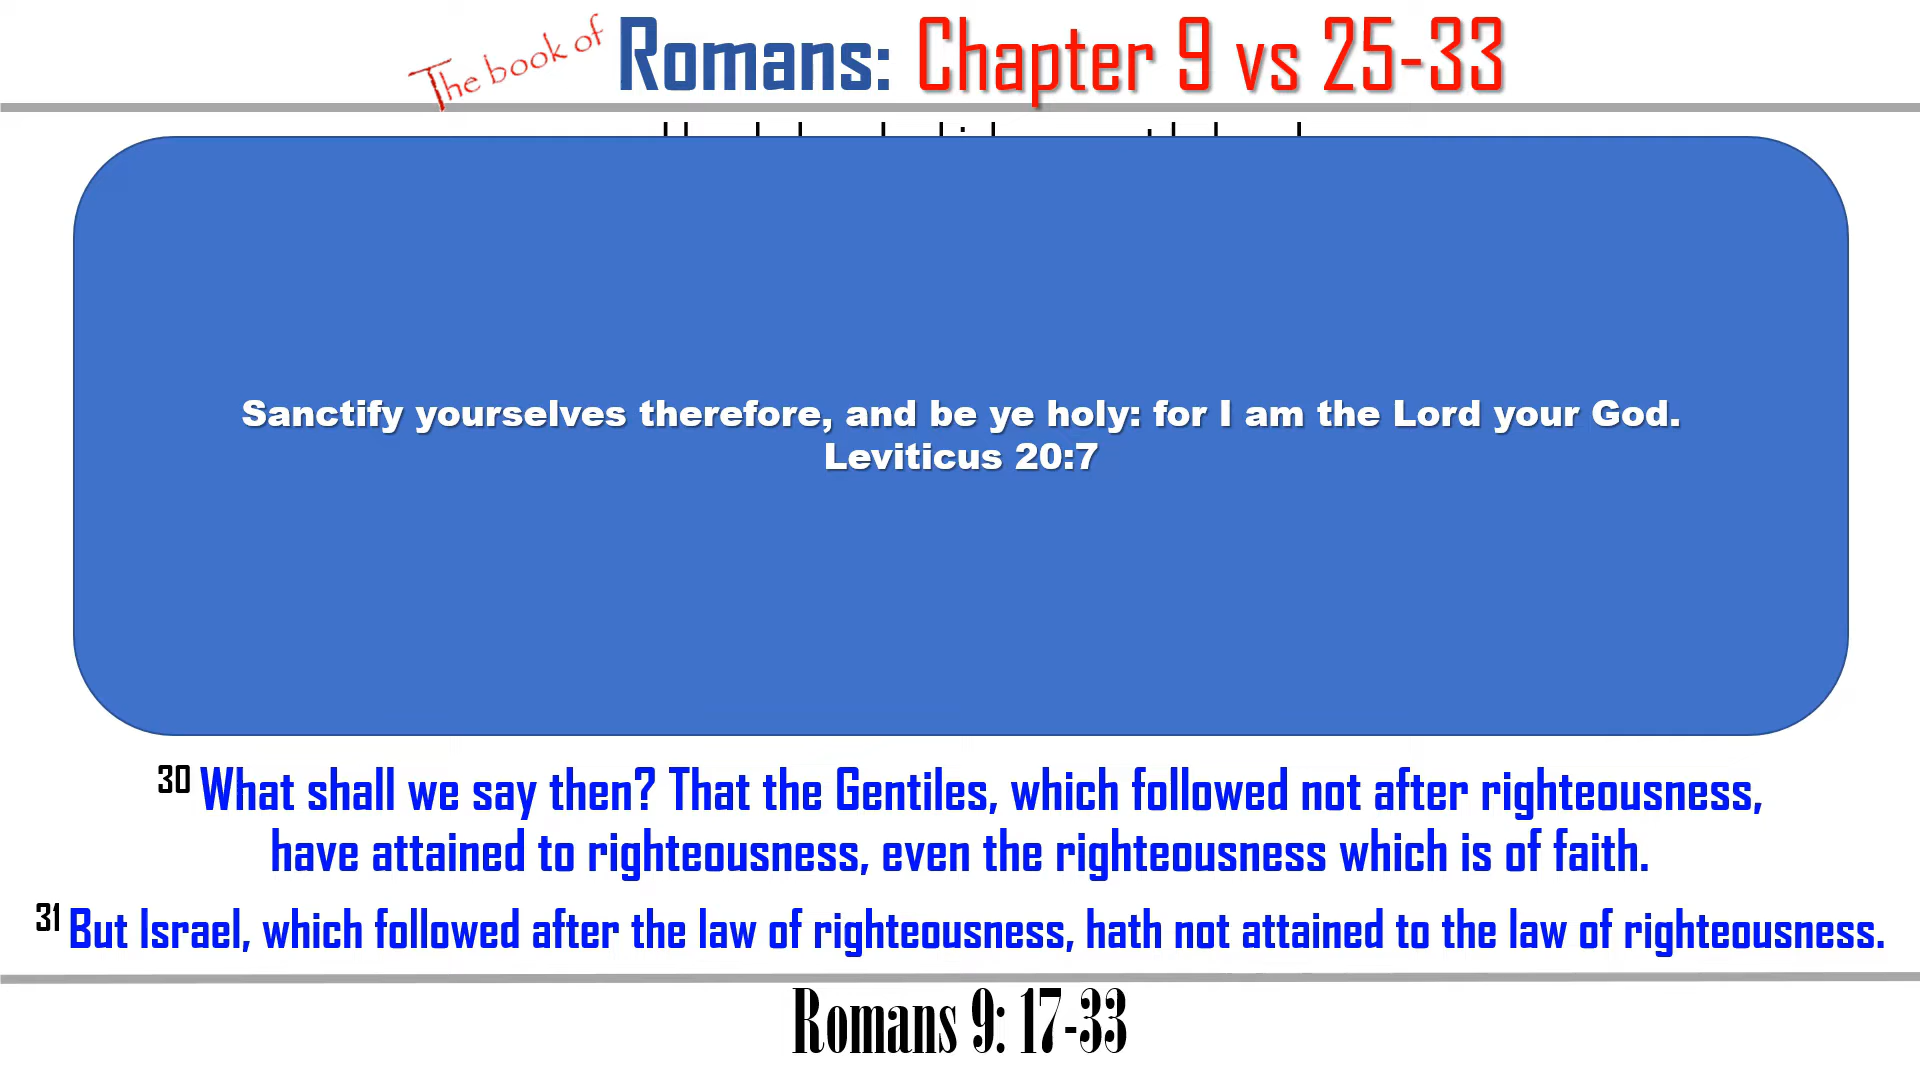 The book of Romans: Chapter 9 vs 25-33
Sanctify yourselves therefore, and be ye holy: for I am the Lord your God.
Leviticus 20:7
30 What shall we say then? That the Gentiles, which followed not after righteousness,
have attained to righteousness, even the righteousness which is of faith.
31 But Israel, which followed after the law of righteousness, hath not attained to the law of righteousness.
Romans 9: 17-33